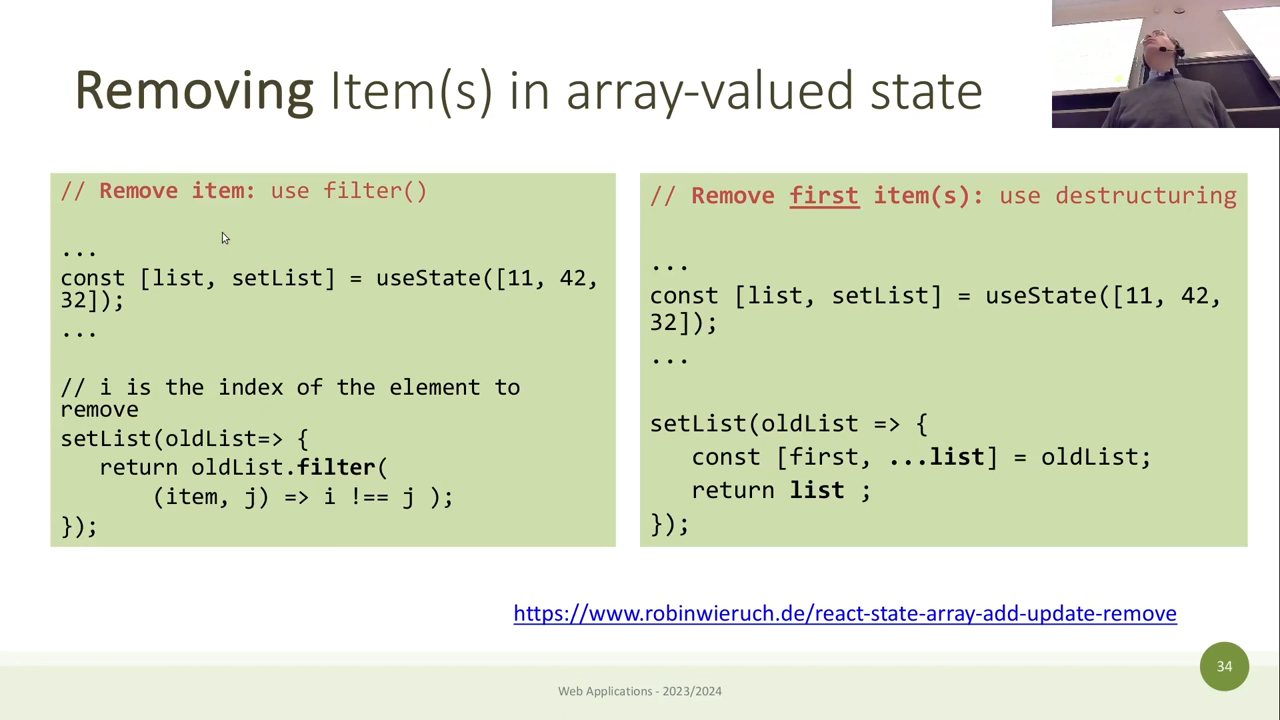 Removing Item(s) in array-valued state
// Remove item: use filter()
...
const [list, setList] = useState([11, 42,
32]);
...
// i is the index of the element to
remove
setList(oldList=> {
return oldList.filter(
(item, j) => i !== j );
});
// Remove first item(s): use destructuring
...
const [list, setList] = useState([11, 42,
32]);
...
setList(oldList => {
const [first, ...list] = oldList;
return list ;
});
https://www.robinwieruch.de/react-state-array-add-update-remove
34
Web Applications - 2023/2024